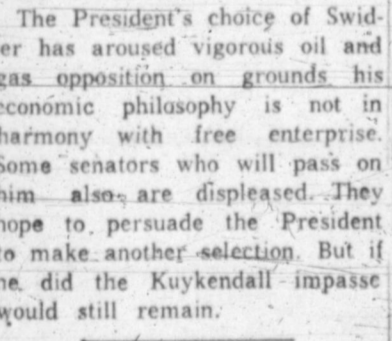 The President's choice of Swid-
er has aroused vigorous oil and
gas opposition on grounds his
economic philosophy is not in
harmony with free enterprise.
Some senators who will pass on
him also are displeased. They
hope to persuade the President
to make another selection. But if
he did the Kuykendall impasse
would still remain.